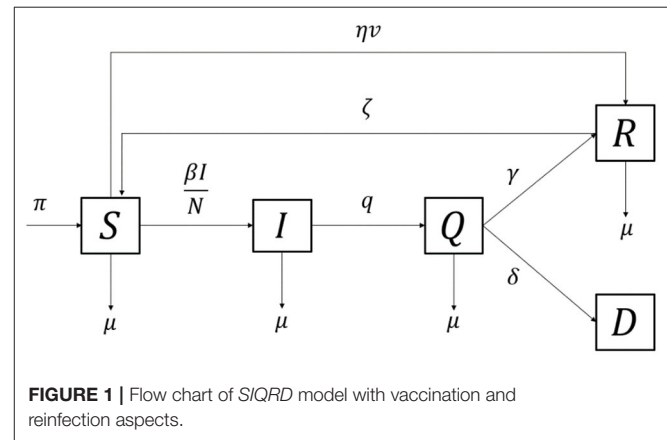 ηv
ζ
R
βI
N
γ
π
q
S
I
Q
μ
δ
μ
μ
μ
D
FIGURE 1 | Flow chart of SIQRD model with vaccination and
reinfection aspects.